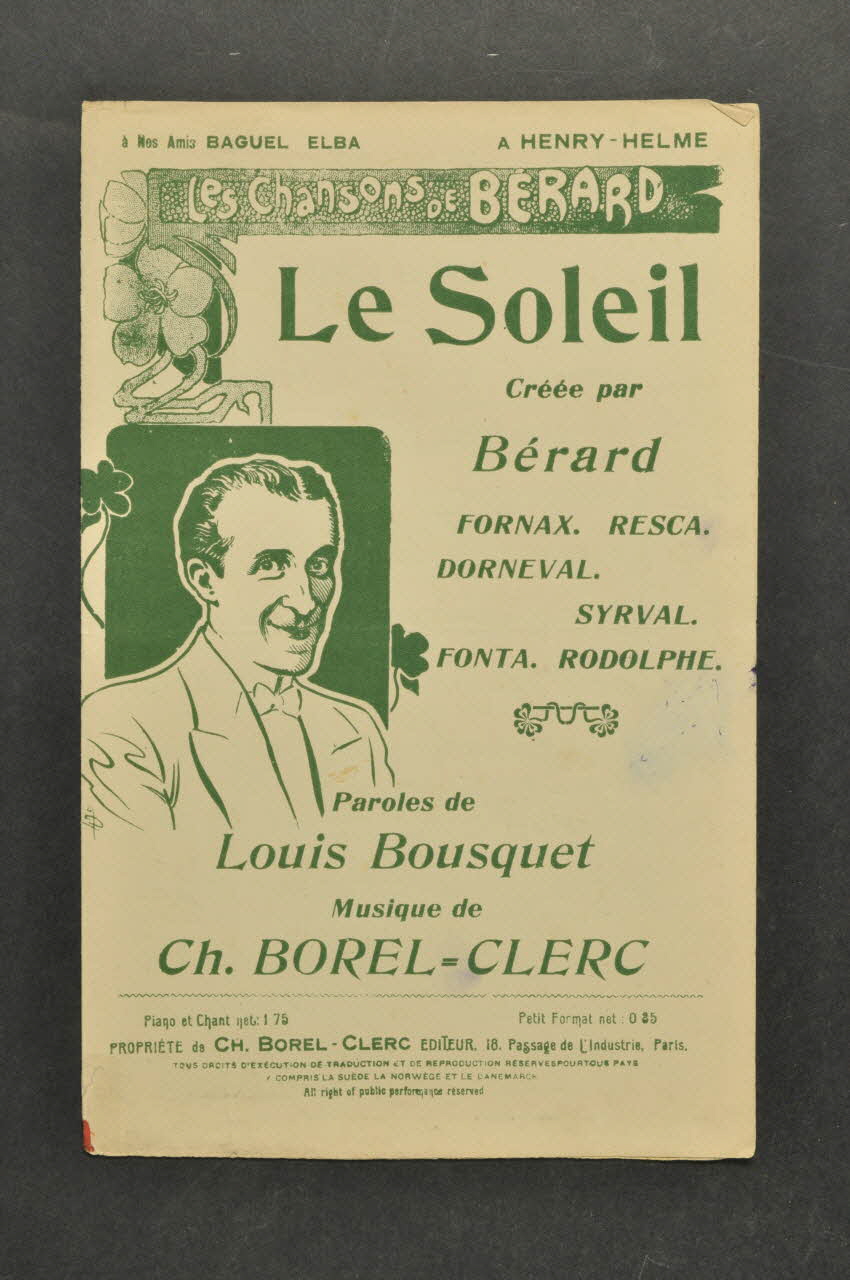 à Nos Amis BAGUEL ELBA A HENRY-HELME
Les Chansons DE BÉRARD
Le Soleil
Créée par
Bérard
FORNAX. RESCA.
DORNEVAL.
SYRVAL.
FONTA. RODOLPHE.
Paroles de
Louis Bousquet
Musique de
Ch. BOREL=CLERC
Piano et Chant net: 1 75 Petit Format net : 0 35
PROPRIÉTE de CH. BOREL-CLERC EDITEUR. 18. Passage de L'Industrie, Paris.
TOUS DROITS D'EXÉCUTION DE TRADUCTION ET DE REPRODUCTION RÉSERVES POUR TOUS PAYS
Y COMPRIS LA SUÈDE LA NORWÈGE ET LE DANEMARCK
All right of public performance reserved